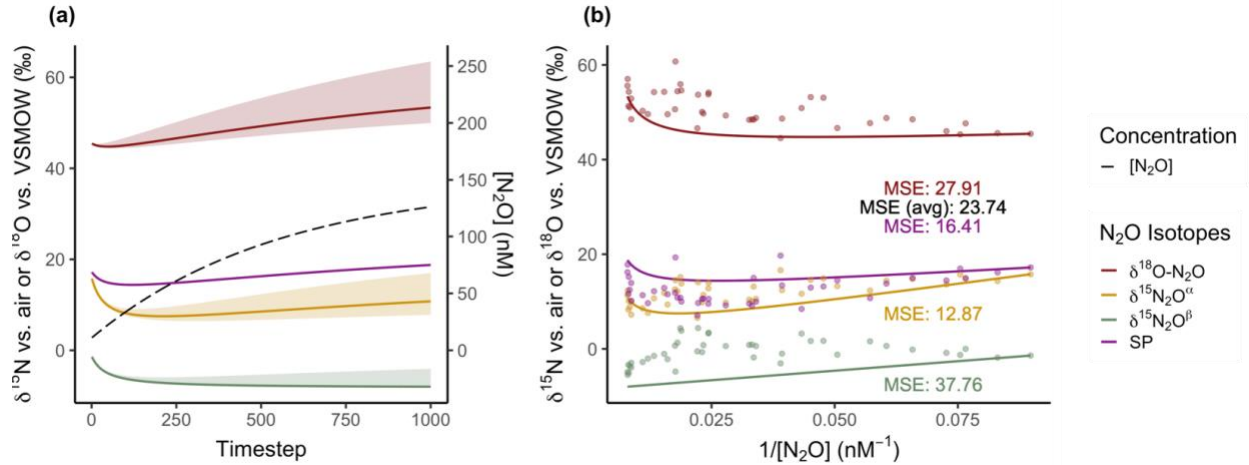 (a)
δ¹⁵N vs. air or δ¹⁸O vs. VSMOW (‰)
60
40
20
0
250
200
150
100
50
0
[N₂O] (nM)
0
250
500
750
1000
Timestep
(b)
δ¹⁵N vs. air or δ¹⁸O vs. VSMOW (‰)
60
40
20
0
MSE: 27.91
MSE (avg): 23.74
MSE: 16.41
MSE: 12.87
MSE: 37.76
0.025
0.050
0.075
1/[N₂O] (nM⁻¹)
Concentration
[N₂O]
N₂O Isotopes
δ¹⁸O-N₂O
δ¹⁵N₂Oᵅ
δ¹⁵N₂Oᵝ
SP